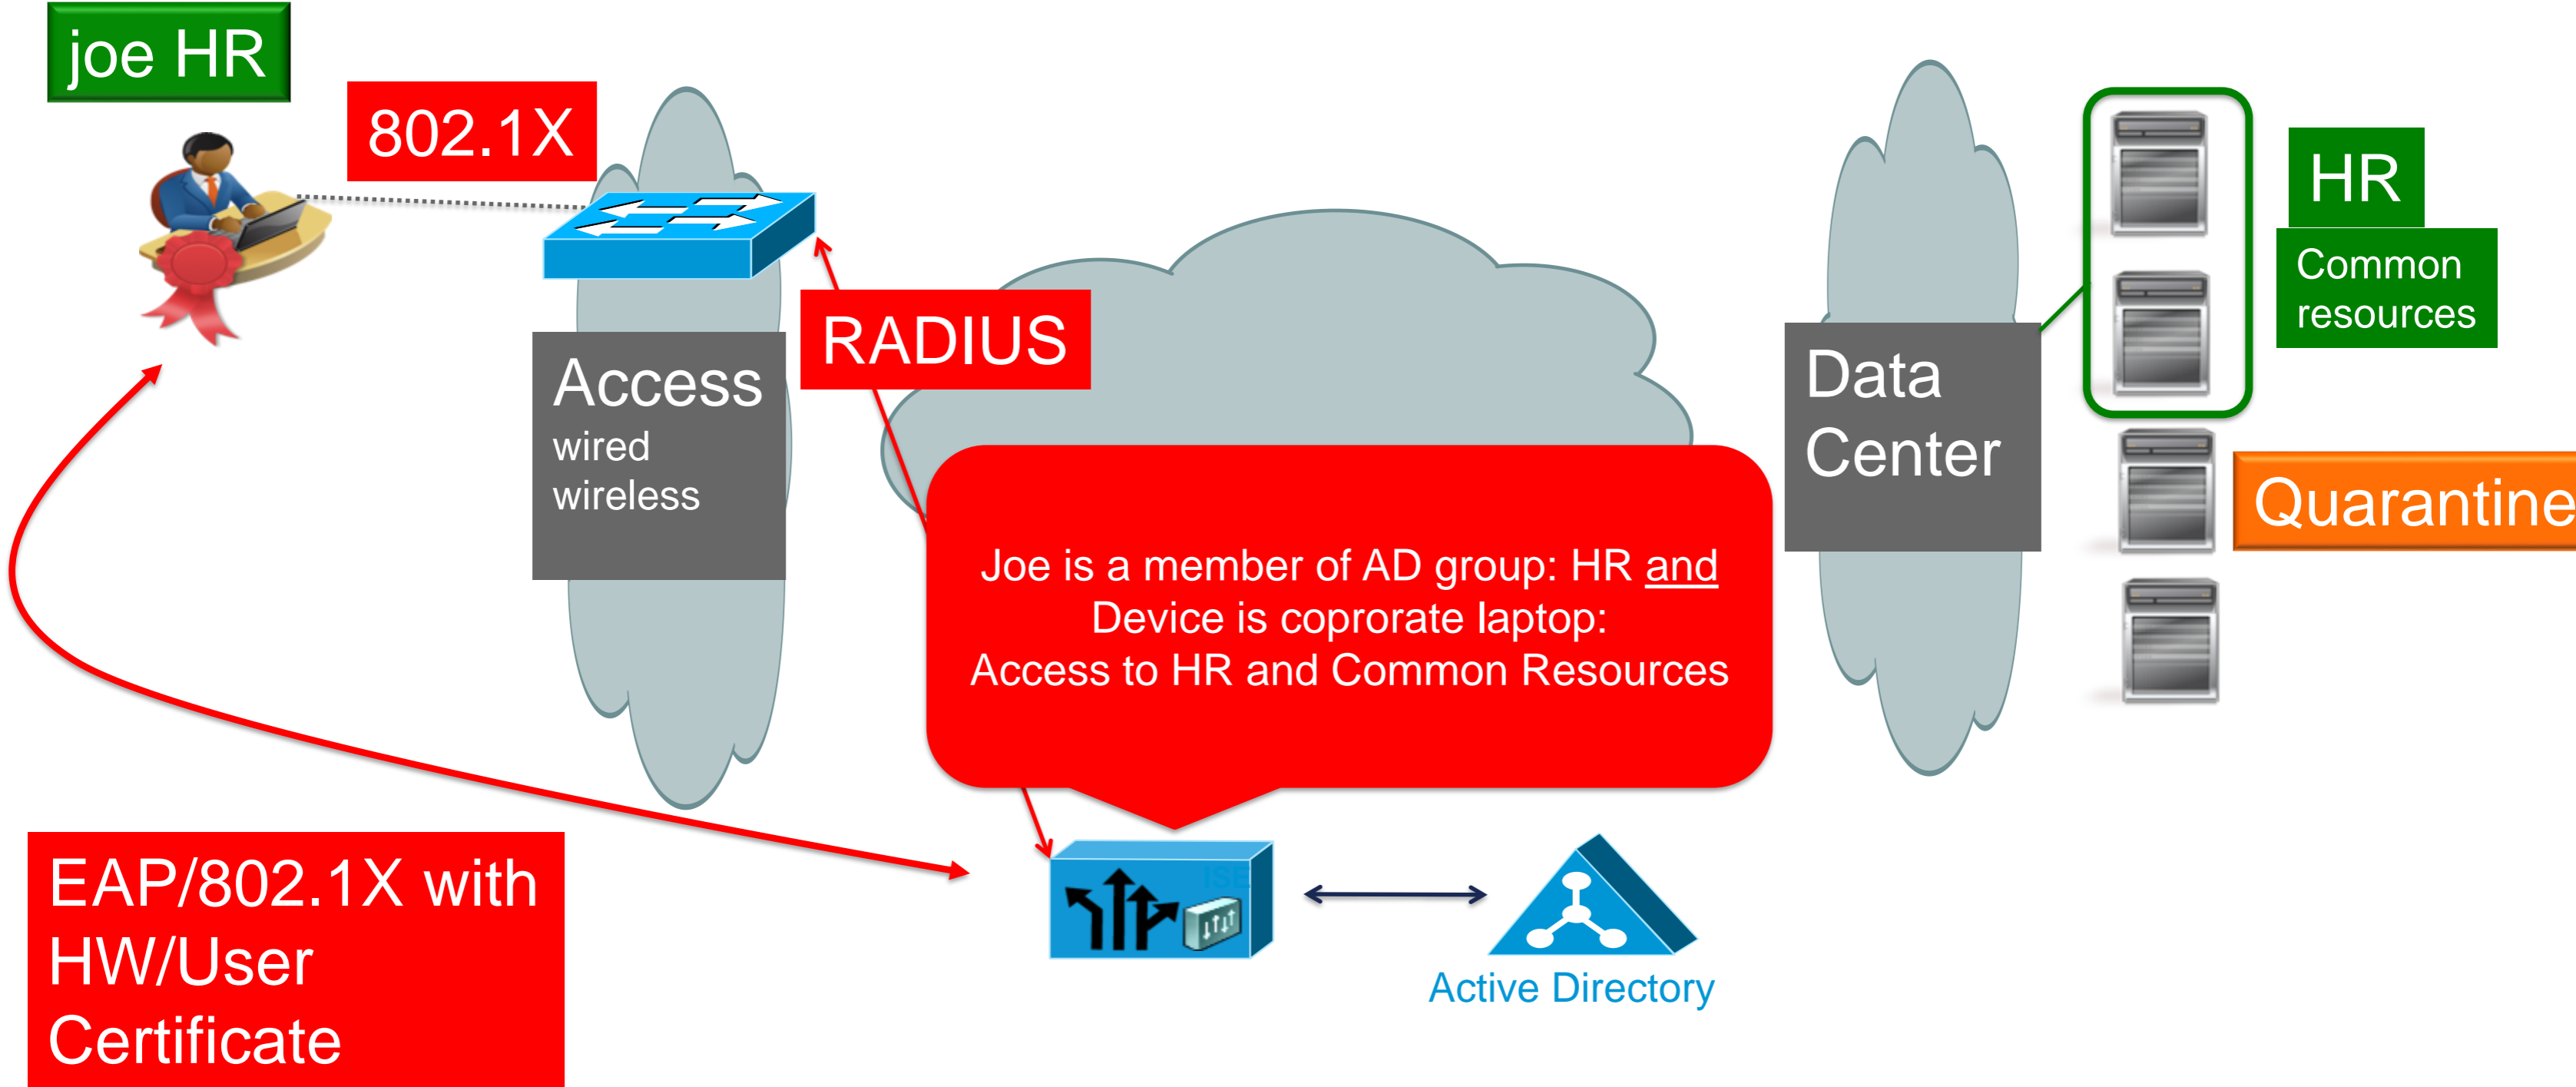 joe HR
802.1X
RADIUS
Access
wired
wireless
Data
Center
HR
Common
resources
Quarantine
Joe is a member of AD group: HR and
Device is coprorate laptop:
Access to HR and Common Resources
EAP/802.1X with
HW/User
Certificate
ISE
Active Directory